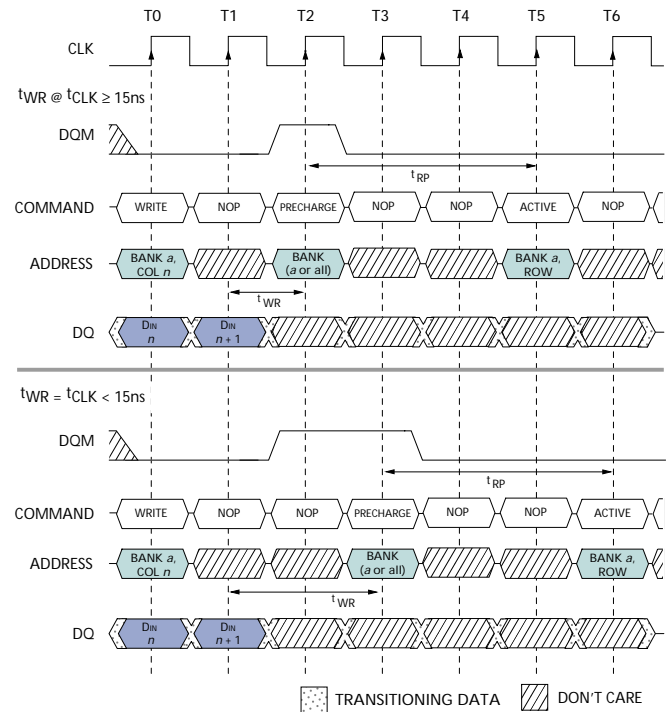 T0 T1 T2 T3 T4 T5 T6
CLK
tWR @ tCLK ≥ 15ns
DQM
tRP
COMMAND WRITE NOP PRECHARGE NOP NOP ACTIVE NOP
ADDRESS BANK a, COL n BANK (a or all) BANK a, ROW
tWR
DQ DIN n DIN n + 1
tWR = tCLK < 15ns
DQM
tRP
COMMAND WRITE NOP NOP PRECHARGE NOP NOP ACTIVE
ADDRESS BANK a, COL n BANK (a or all) BANK a, ROW
tWR
DQ DIN n DIN n + 1
TRANSITIONING DATA DON'T CARE